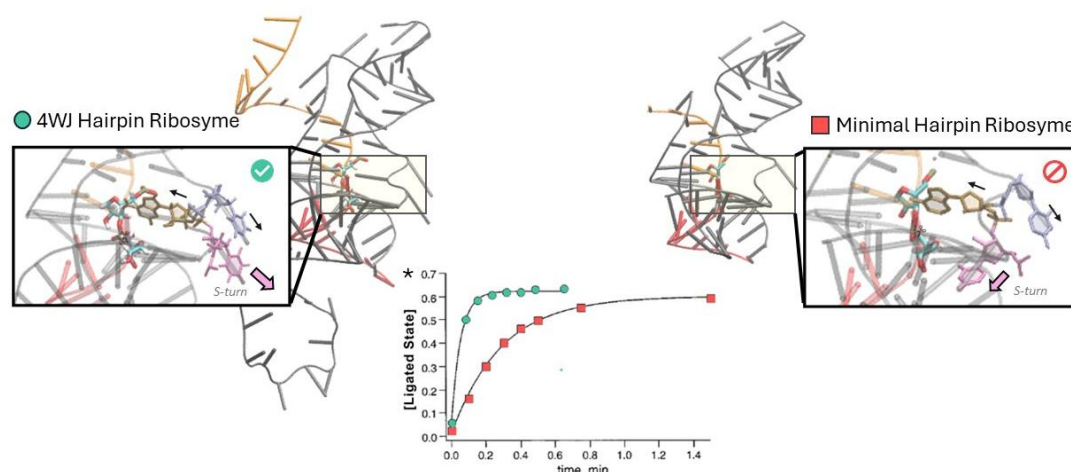 4WJ Hairpin Ribosyme
Minimal Hairpin Ribosyme
S-turn
S-turn
*
[Ligated State]
0.7
0.6
0.5
0.4
0.3
0.2
0.1
0.0
0.0 0.2 0.4 0.6 0.8 1.0 1.2 1.4
time, min